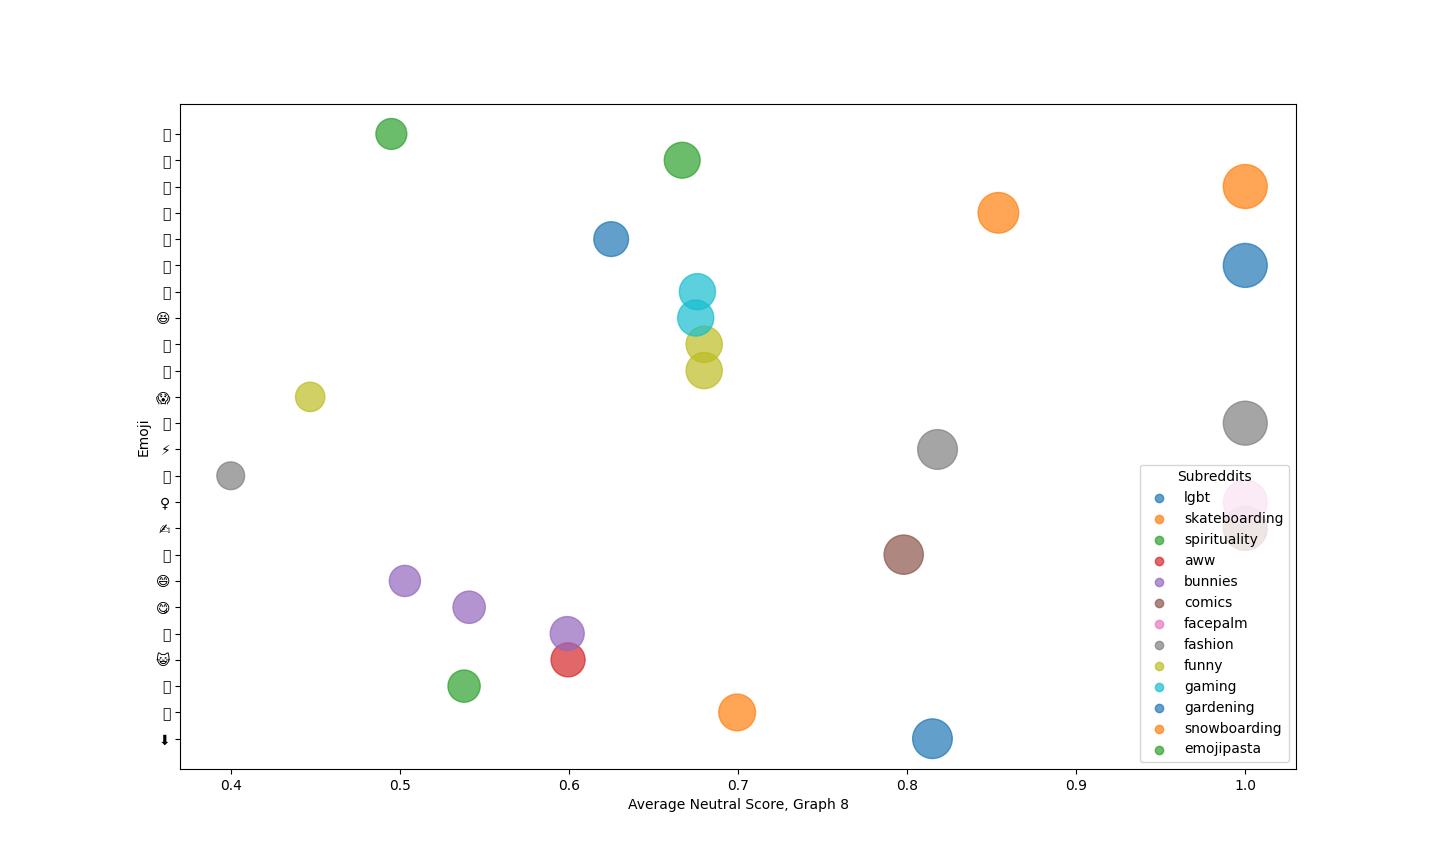 😆
😱
⚡
♀
✍
😄
😊
😺
⬇
Emoji
0.4 0.5 0.6 0.7 0.8 0.9 1.0
Average Neutral Score, Graph 8
Subreddits
lgbt
skateboarding
spirituality
aww
bunnies
comics
facepalm
fashion
funny
gaming
gardening
snowboarding
emojipasta